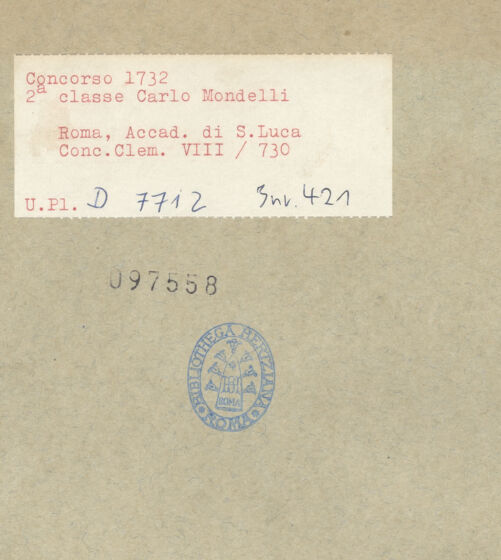 Concorso 1732
2ª classe Carlo Mondelli
Roma, Accad. di S.Luca
Conc.Clem. VIII / 730
U.Pl. D 7712 Inv. 421
097558
BIBLIOTHECA HERTZIANA
ROMA
ROMA